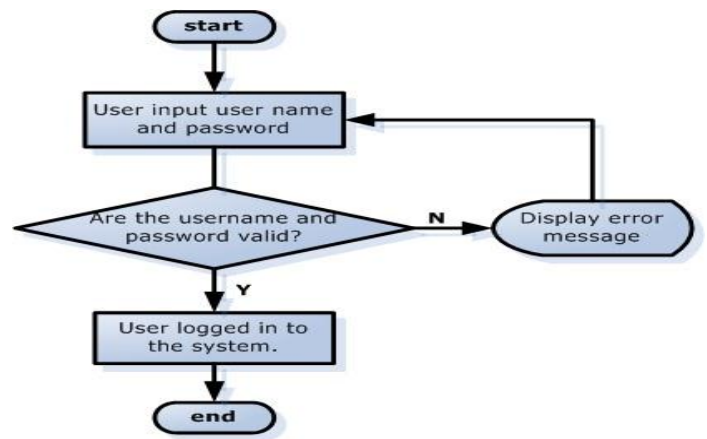 start
User input user name
and password
Are the username and
password valid?
N
Display error
message
Y
User logged in to
the system.
end